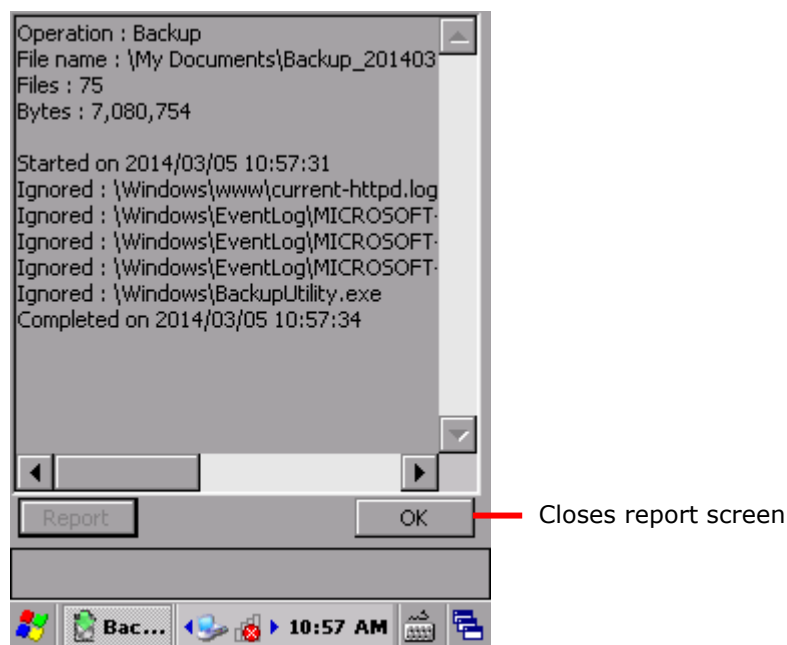 Operation : Backup
File name : \My Documents\Backup_201403
Files : 75
Bytes : 7,080,754
Started on 2014/03/05 10:57:31
Ignored : \Windows\www\current-httpd.log
Ignored : \Windows\EventLog\MICROSOFT-
Ignored : \Windows\EventLog\MICROSOFT-
Ignored : \Windows\EventLog\MICROSOFT-
Ignored : \Windows\BackupUtility.exe
Completed on 2014/03/05 10:57:34
Report OK Closes report screen
Bac... 10:57 AM